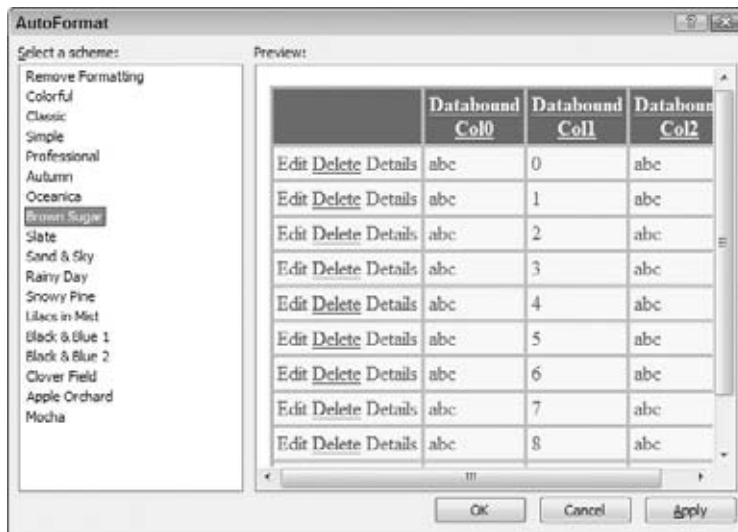 AutoFormat
Select a scheme:
Remove Formatting
Colorful
Classic
Simple
Professional
Autumn
Oceanica
Brown Sugar
Slate
Sand & Sky
Rainy Day
Snowy Pine
Lilacs in Mist
Black & Blue 1
Black & Blue 2
Clover Field
Apple Orchard
Mocha
Preview:
Databound Col0 Databound Col1 Databoun Col2
Edit Delete Details abc 0 abc
Edit Delete Details abc 1 abc
Edit Delete Details abc 2 abc
Edit Delete Details abc 3 abc
Edit Delete Details abc 4 abc
Edit Delete Details abc 5 abc
Edit Delete Details abc 6 abc
Edit Delete Details abc 7 abc
Edit Delete Details abc 8 abc
OK Cancel Apply